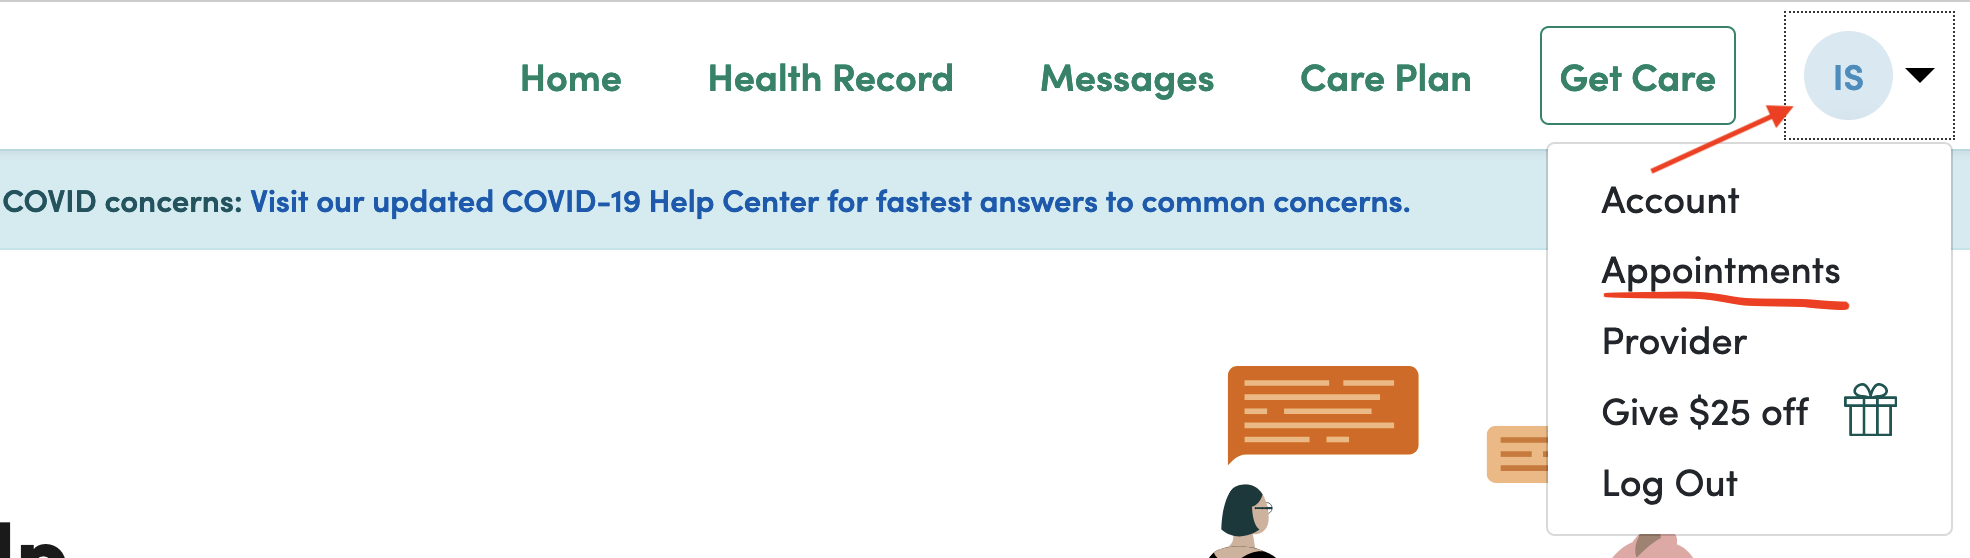 Home Health Record Messages Care Plan Get Care IS
COVID concerns: Visit our updated COVID-19 Help Center for fastest answers to common concerns.
Account
Appointments
Provider
Give $25 off
Log Out